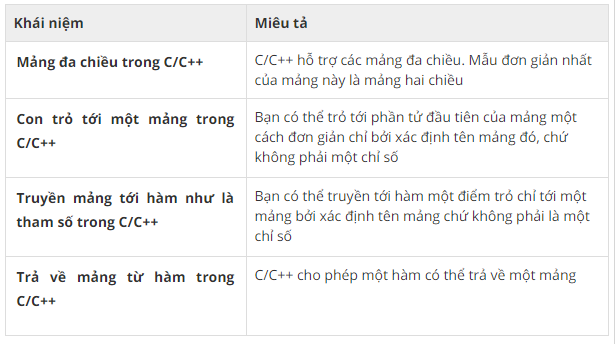 Khái niệm
Miêu tả
Mảng đa chiều trong C/C++
C/C++ hỗ trợ các mảng đa chiều. Mẫu đơn giản nhất
của mảng này là mảng hai chiều
Con trỏ tới một mảng trong
C/C++
Bạn có thể trỏ tới phần tử đầu tiên của mảng một
cách đơn giản chỉ bởi xác định tên mảng đó, chứ
không phải một chỉ số
Truyền mảng tới hàm như là
tham số trong C/C++
Bạn có thể truyền tới hàm một điểm trỏ chỉ tới một
mảng bởi xác định tên mảng chứ không phải là một
chỉ số
Trả về mảng từ hàm trong
C/C++
C/C++ cho phép một hàm có thể trả về một mảng